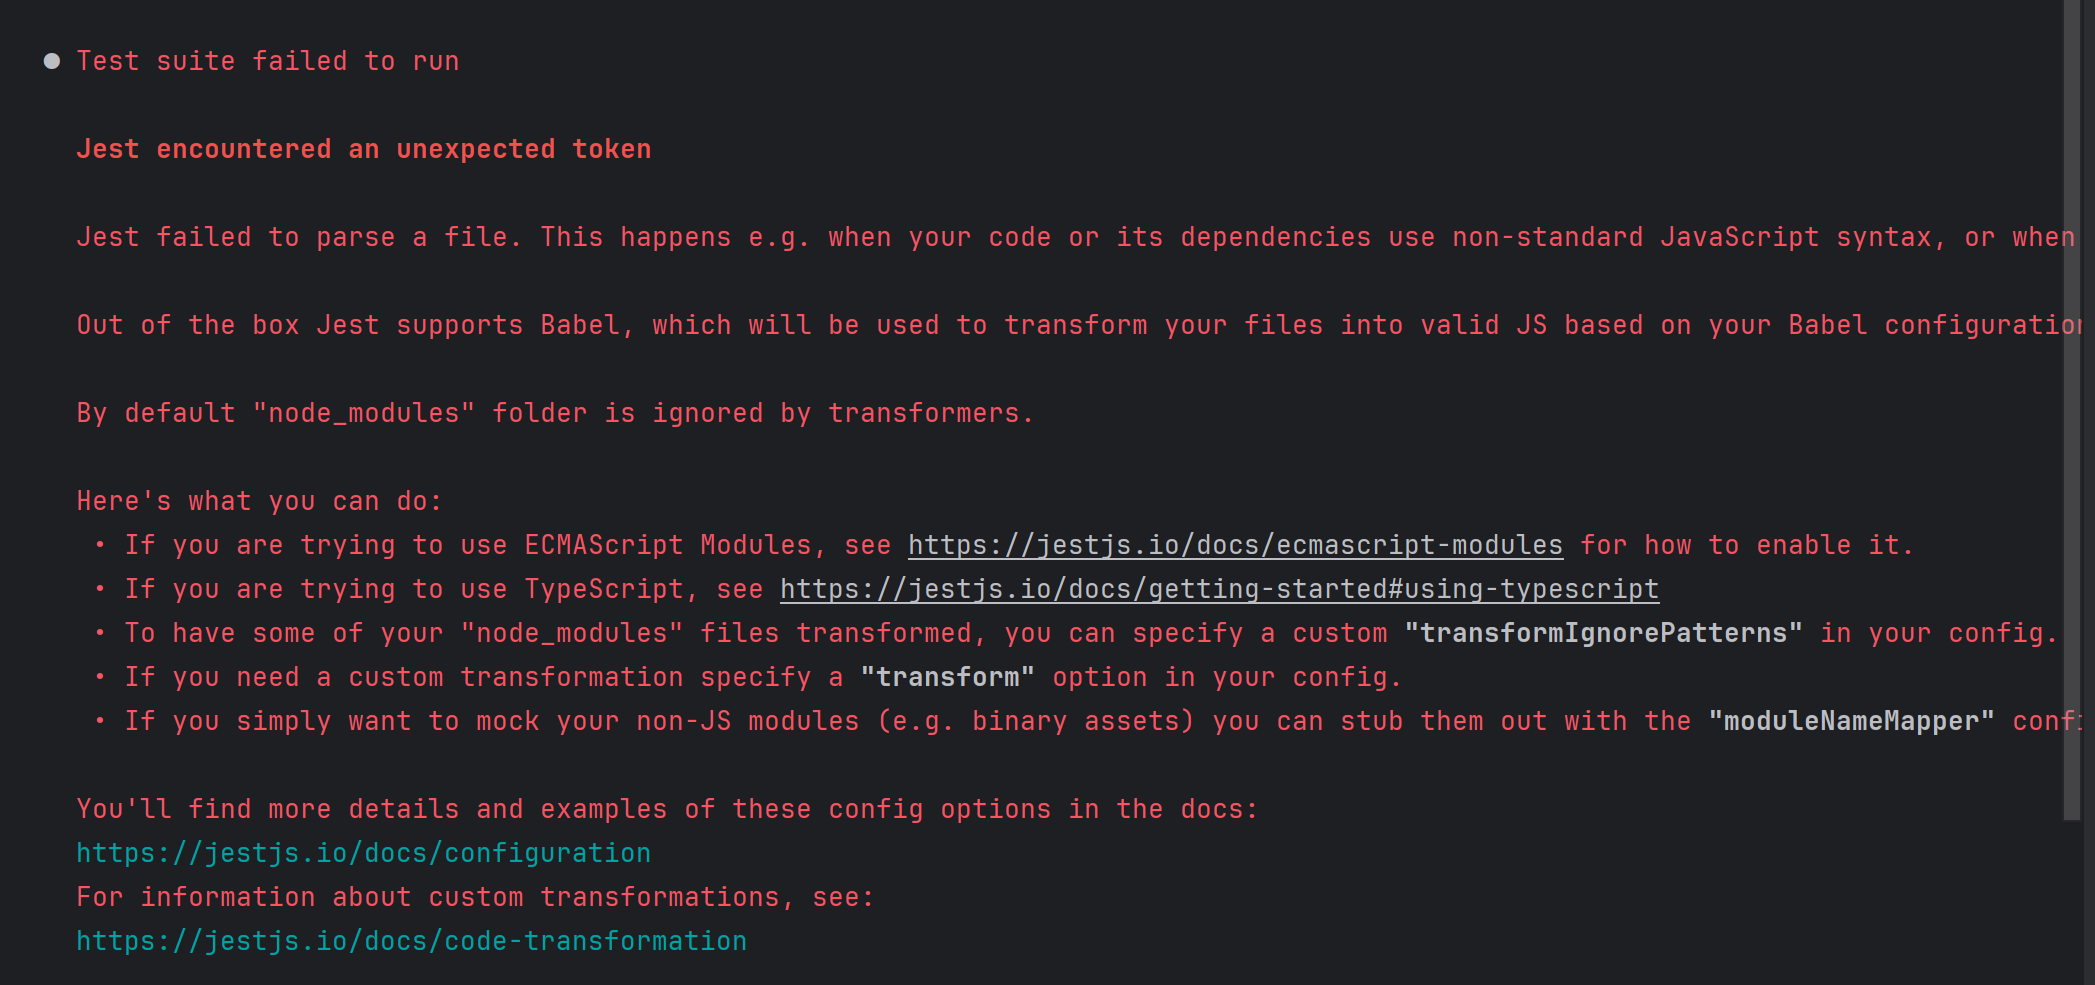 ● Test suite failed to run
Jest encountered an unexpected token
Jest failed to parse a file. This happens e.g. when your code or its dependencies use non-standard JavaScript syntax, or when
Out of the box Jest supports Babel, which will be used to transform your files into valid JS based on your Babel configuration
By default "node_modules" folder is ignored by transformers.
Here's what you can do:
• If you are trying to use ECMAScript Modules, see https://jestjs.io/docs/ecmascript-modules for how to enable it.
• If you are trying to use TypeScript, see https://jestjs.io/docs/getting-started#using-typescript
• To have some of your "node_modules" files transformed, you can specify a custom "transformIgnorePatterns" in your config.
• If you need a custom transformation specify a "transform" option in your config.
• If you simply want to mock your non-JS modules (e.g. binary assets) you can stub them out with the "moduleNameMapper" confi
You'll find more details and examples of these config options in the docs:
https://jestjs.io/docs/configuration
For information about custom transformations, see:
https://jestjs.io/docs/code-transformation